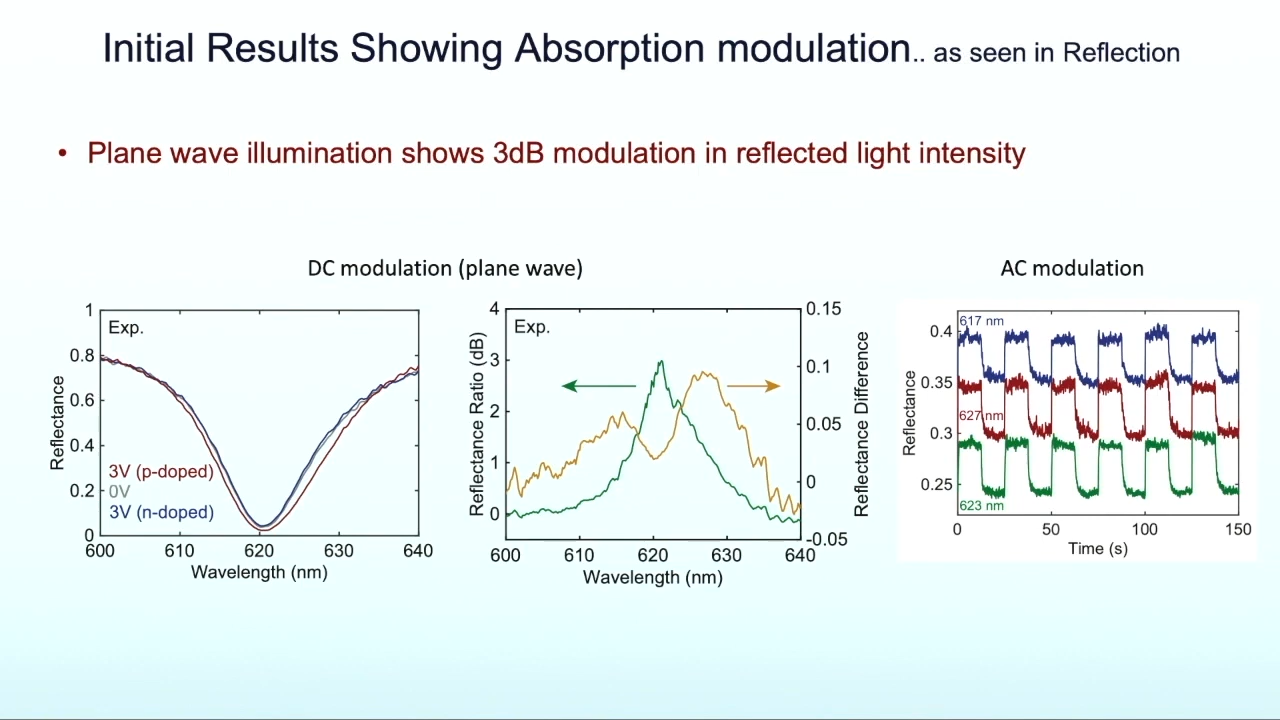 Initial Results Showing Absorption modulation.. as seen in Reflection
• Plane wave illumination shows 3dB modulation in reflected light intensity
DC modulation (plane wave)
AC modulation
Exp.
3V (p-doped)
0V
3V (n-doped)
Reflectance
1
0.8
0.6
0.4
0.2
0
600 610 620 630 640
Wavelength (nm)
Exp.
Reflectance Ratio (dB)
4
3
2
1
0
Reflectance Difference
0.15
0.1
0.05
0
-0.05
600 610 620 630 640
Wavelength (nm)
617 nm
627 nm
623 nm
Reflectance
0.4
0.35
0.3
0.25
0 50 100 150
Time (s)